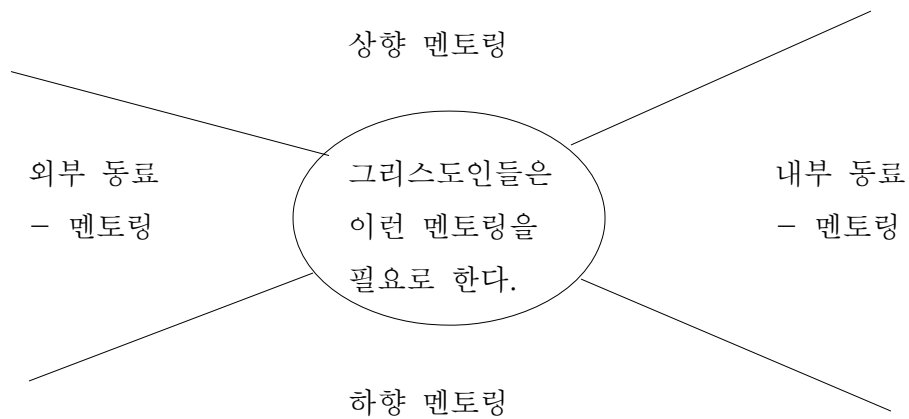 상향 멘토링
외부 동료
- 멘토링
그리스도인들은
이런 멘토링을
필요로 한다.
내부 동료
- 멘토링
하향 멘토링